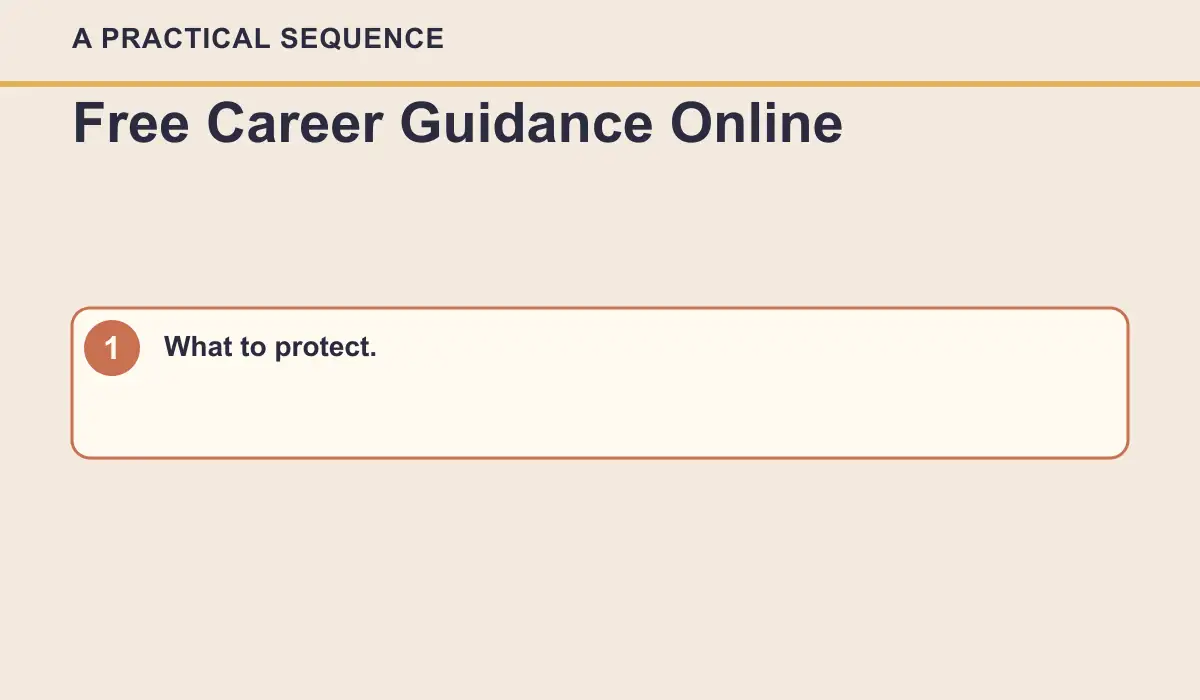 A PRACTICAL SEQUENCE
Free Career Guidance Online
1 What to protect.